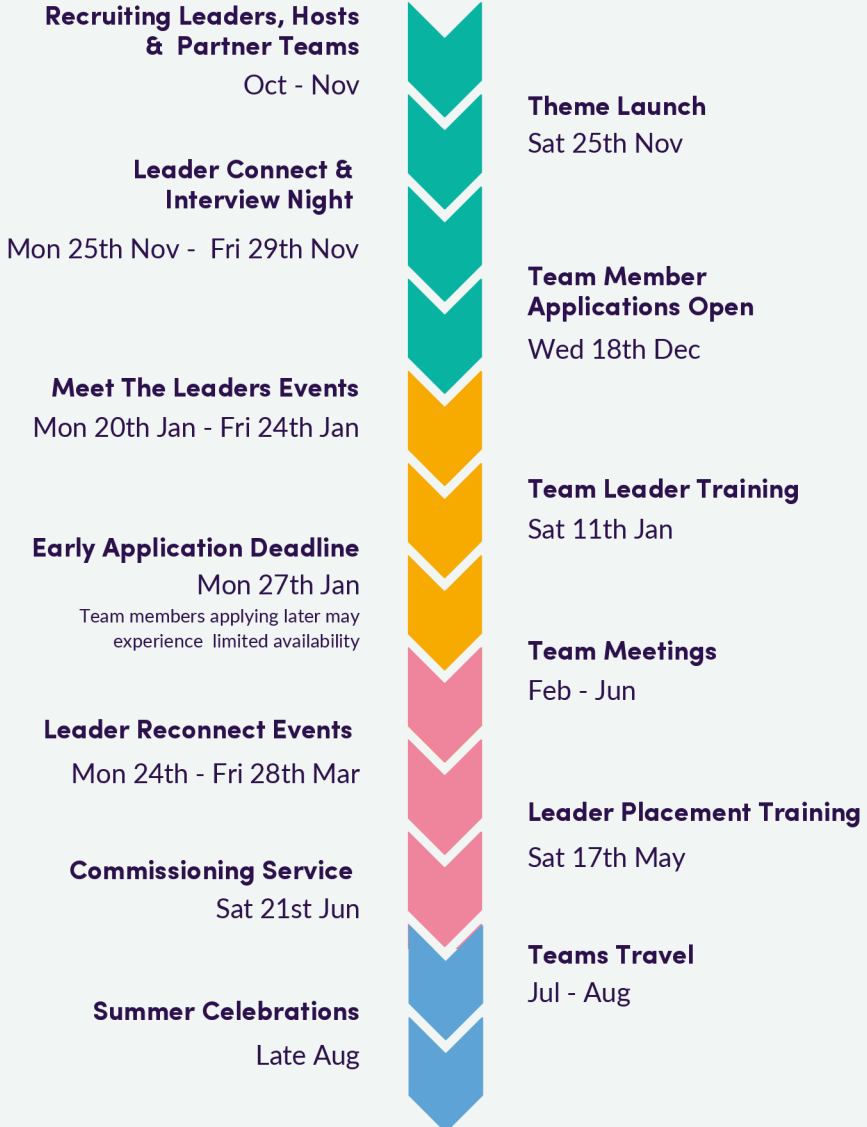 Recruiting Leaders, Hosts
& Partner Teams
Oct - Nov
Theme Launch
Sat 25th Nov
Leader Connect &
Interview Night
Mon 25th Nov - Fri 29th Nov
Team Member
Applications Open
Wed 18th Dec
Meet The Leaders Events
Mon 20th Jan - Fri 24th Jan
Team Leader Training
Sat 11th Jan
Early Application Deadline
Mon 27th Jan
Team members applying later may
experience limited availability
Team Meetings
Feb - Jun
Leader Reconnect Events
Mon 24th - Fri 28th Mar
Leader Placement Training
Sat 17th May
Commissioning Service
Sat 21st Jun
Teams Travel
Jul - Aug
Summer Celebrations
Late Aug